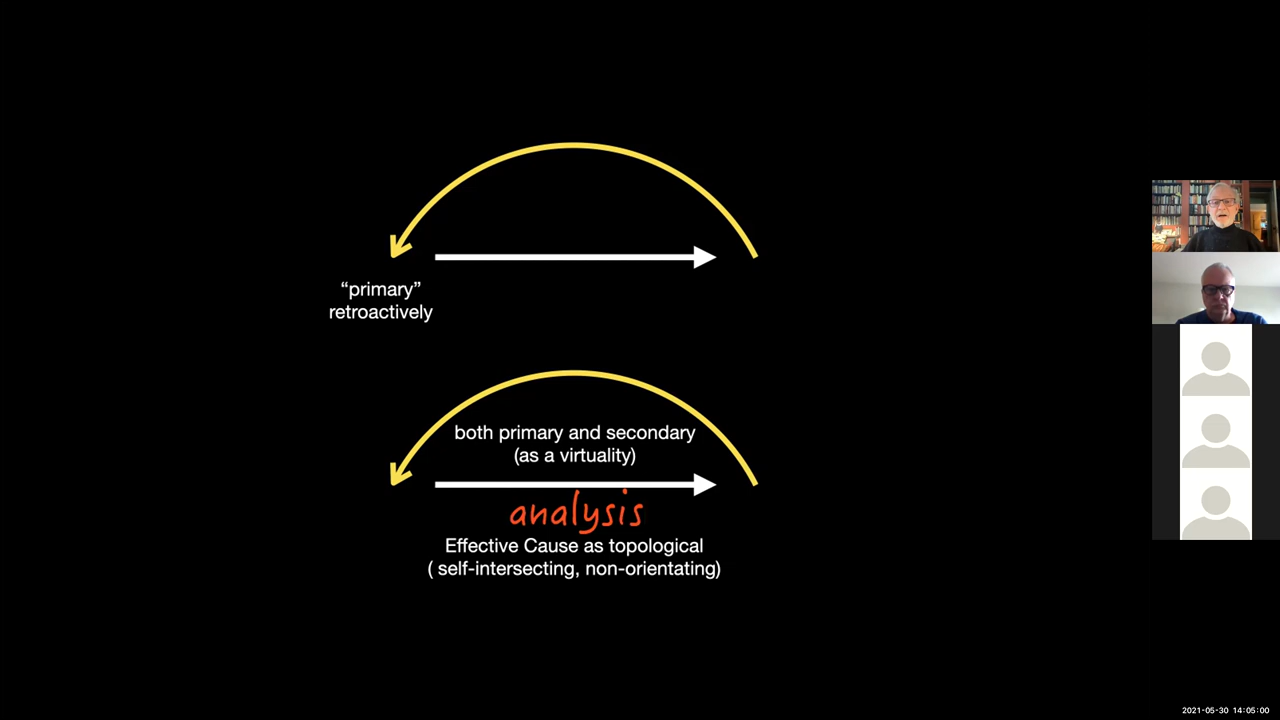 “primary”
retroactively
both primary and secondary
(as a virtuality)
analysis
Effective Cause as topological
( self-intersecting, non-orientating)
2021-05-30 14:05:00